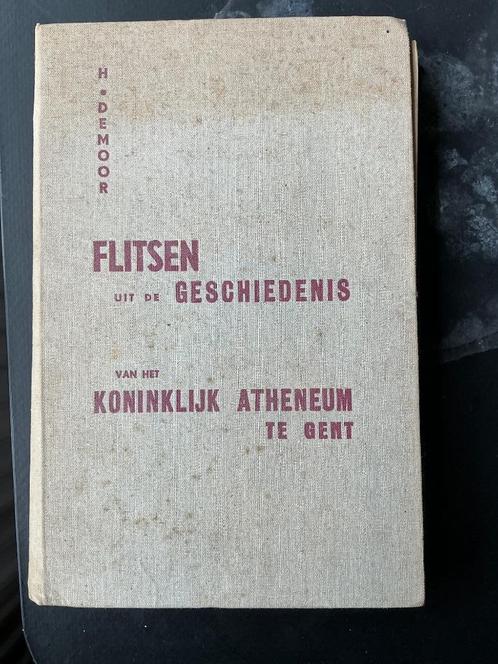 H. DEMOOR
FLITSEN
UIT DE GESCHIEDENIS
VAN HET
KONINKLIJK ATHENEUM
TE GENT